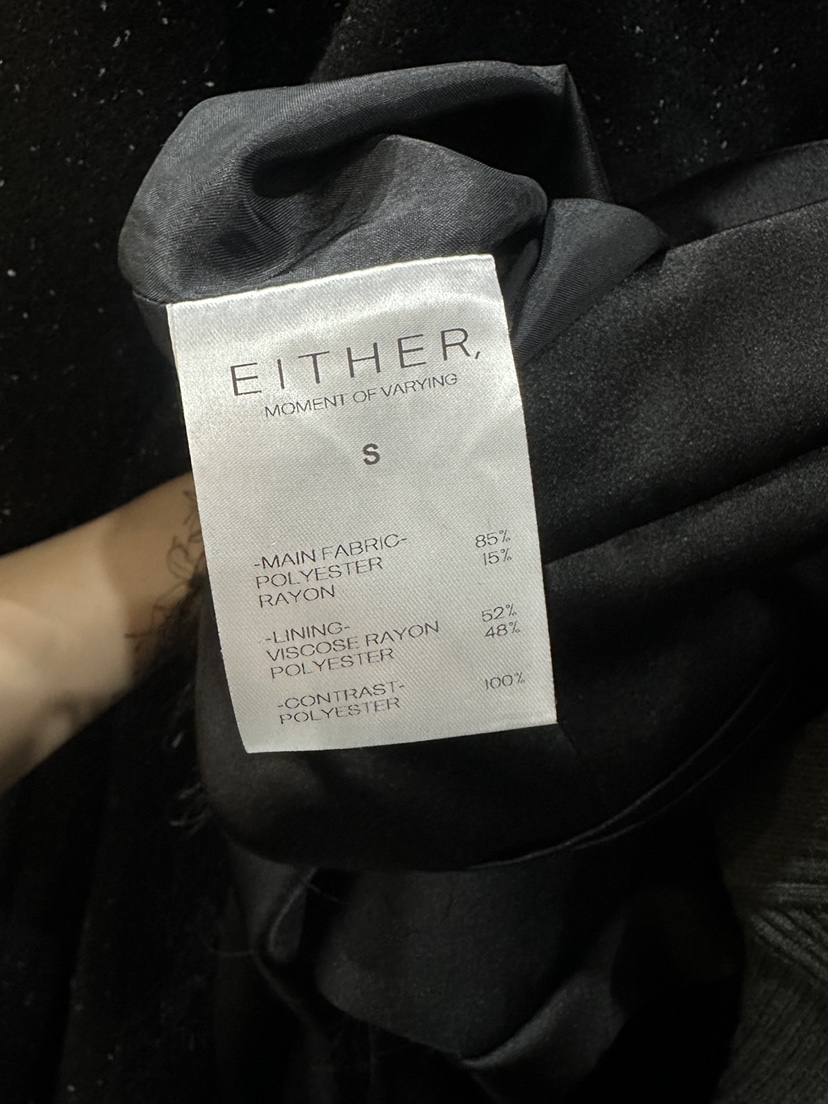 EITHER,
MOMENT OF VARYING
S
-MAIN FABRIC-
POLYESTER 85%
RAYON 15%
-LINING-
VISCOSE RAYON 52%
POLYESTER 48%
-CONTRAST-
POLYESTER 100%